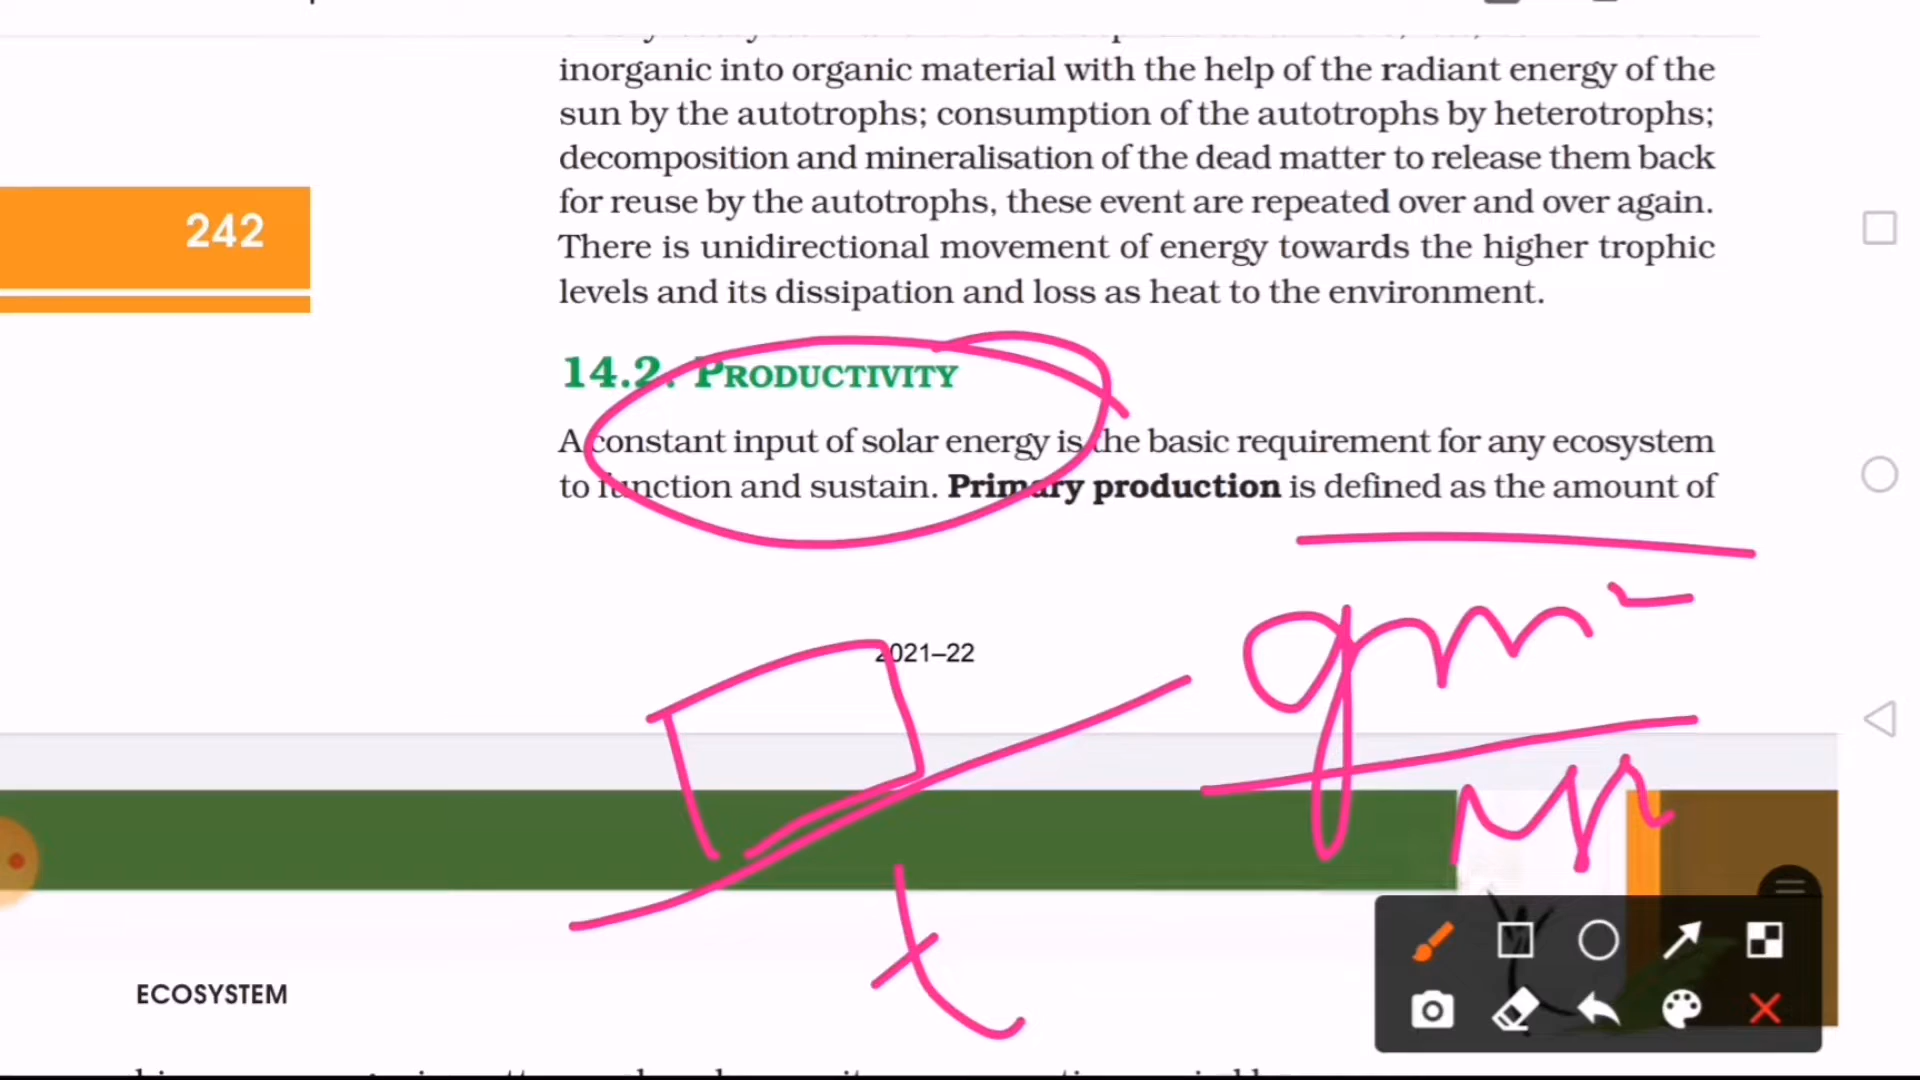 inorganic into organic material with the help of the radiant energy of the
sun by the autotrophs; consumption of the autotrophs by heterotrophs;
decomposition and mineralisation of the dead matter to release them back
242
for reuse by the autotrophs, these event are repeated over and over again.
There is unidirectional movement of energy towards the higher trophic
levels and its dissipation and loss as heat to the environment.
14.2. PRODUCTIVITY
A constant input of solar energy is the basic requirement for any ecosystem
to function and sustain. Primary production is defined as the amount of
gm
2021–22
t
ECOSYSTEM